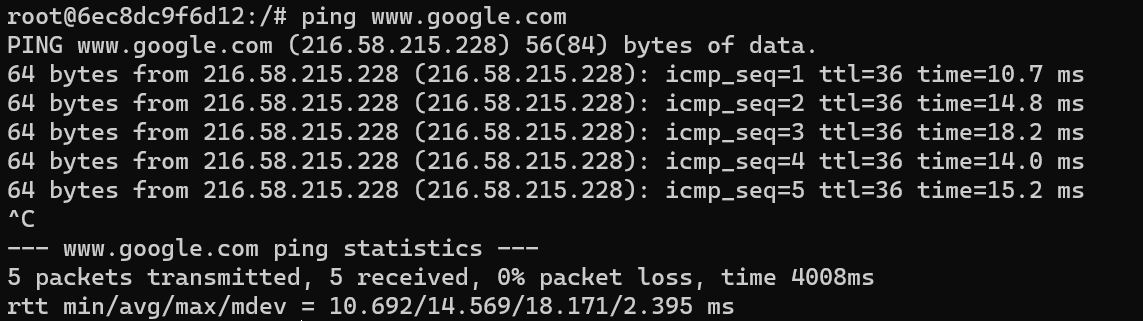 root@6ec8dc9f6d12:/# ping www.google.com
PING www.google.com (216.58.215.228) 56(84) bytes of data.
64 bytes from 216.58.215.228 (216.58.215.228): icmp_seq=1 ttl=36 time=10.7 ms
64 bytes from 216.58.215.228 (216.58.215.228): icmp_seq=2 ttl=36 time=14.8 ms
64 bytes from 216.58.215.228 (216.58.215.228): icmp_seq=3 ttl=36 time=18.2 ms
64 bytes from 216.58.215.228 (216.58.215.228): icmp_seq=4 ttl=36 time=14.0 ms
64 bytes from 216.58.215.228 (216.58.215.228): icmp_seq=5 ttl=36 time=15.2 ms
^C
--- www.google.com ping statistics ---
5 packets transmitted, 5 received, 0% packet loss, time 4008ms
rtt min/avg/max/mdev = 10.692/14.569/18.171/2.395 ms